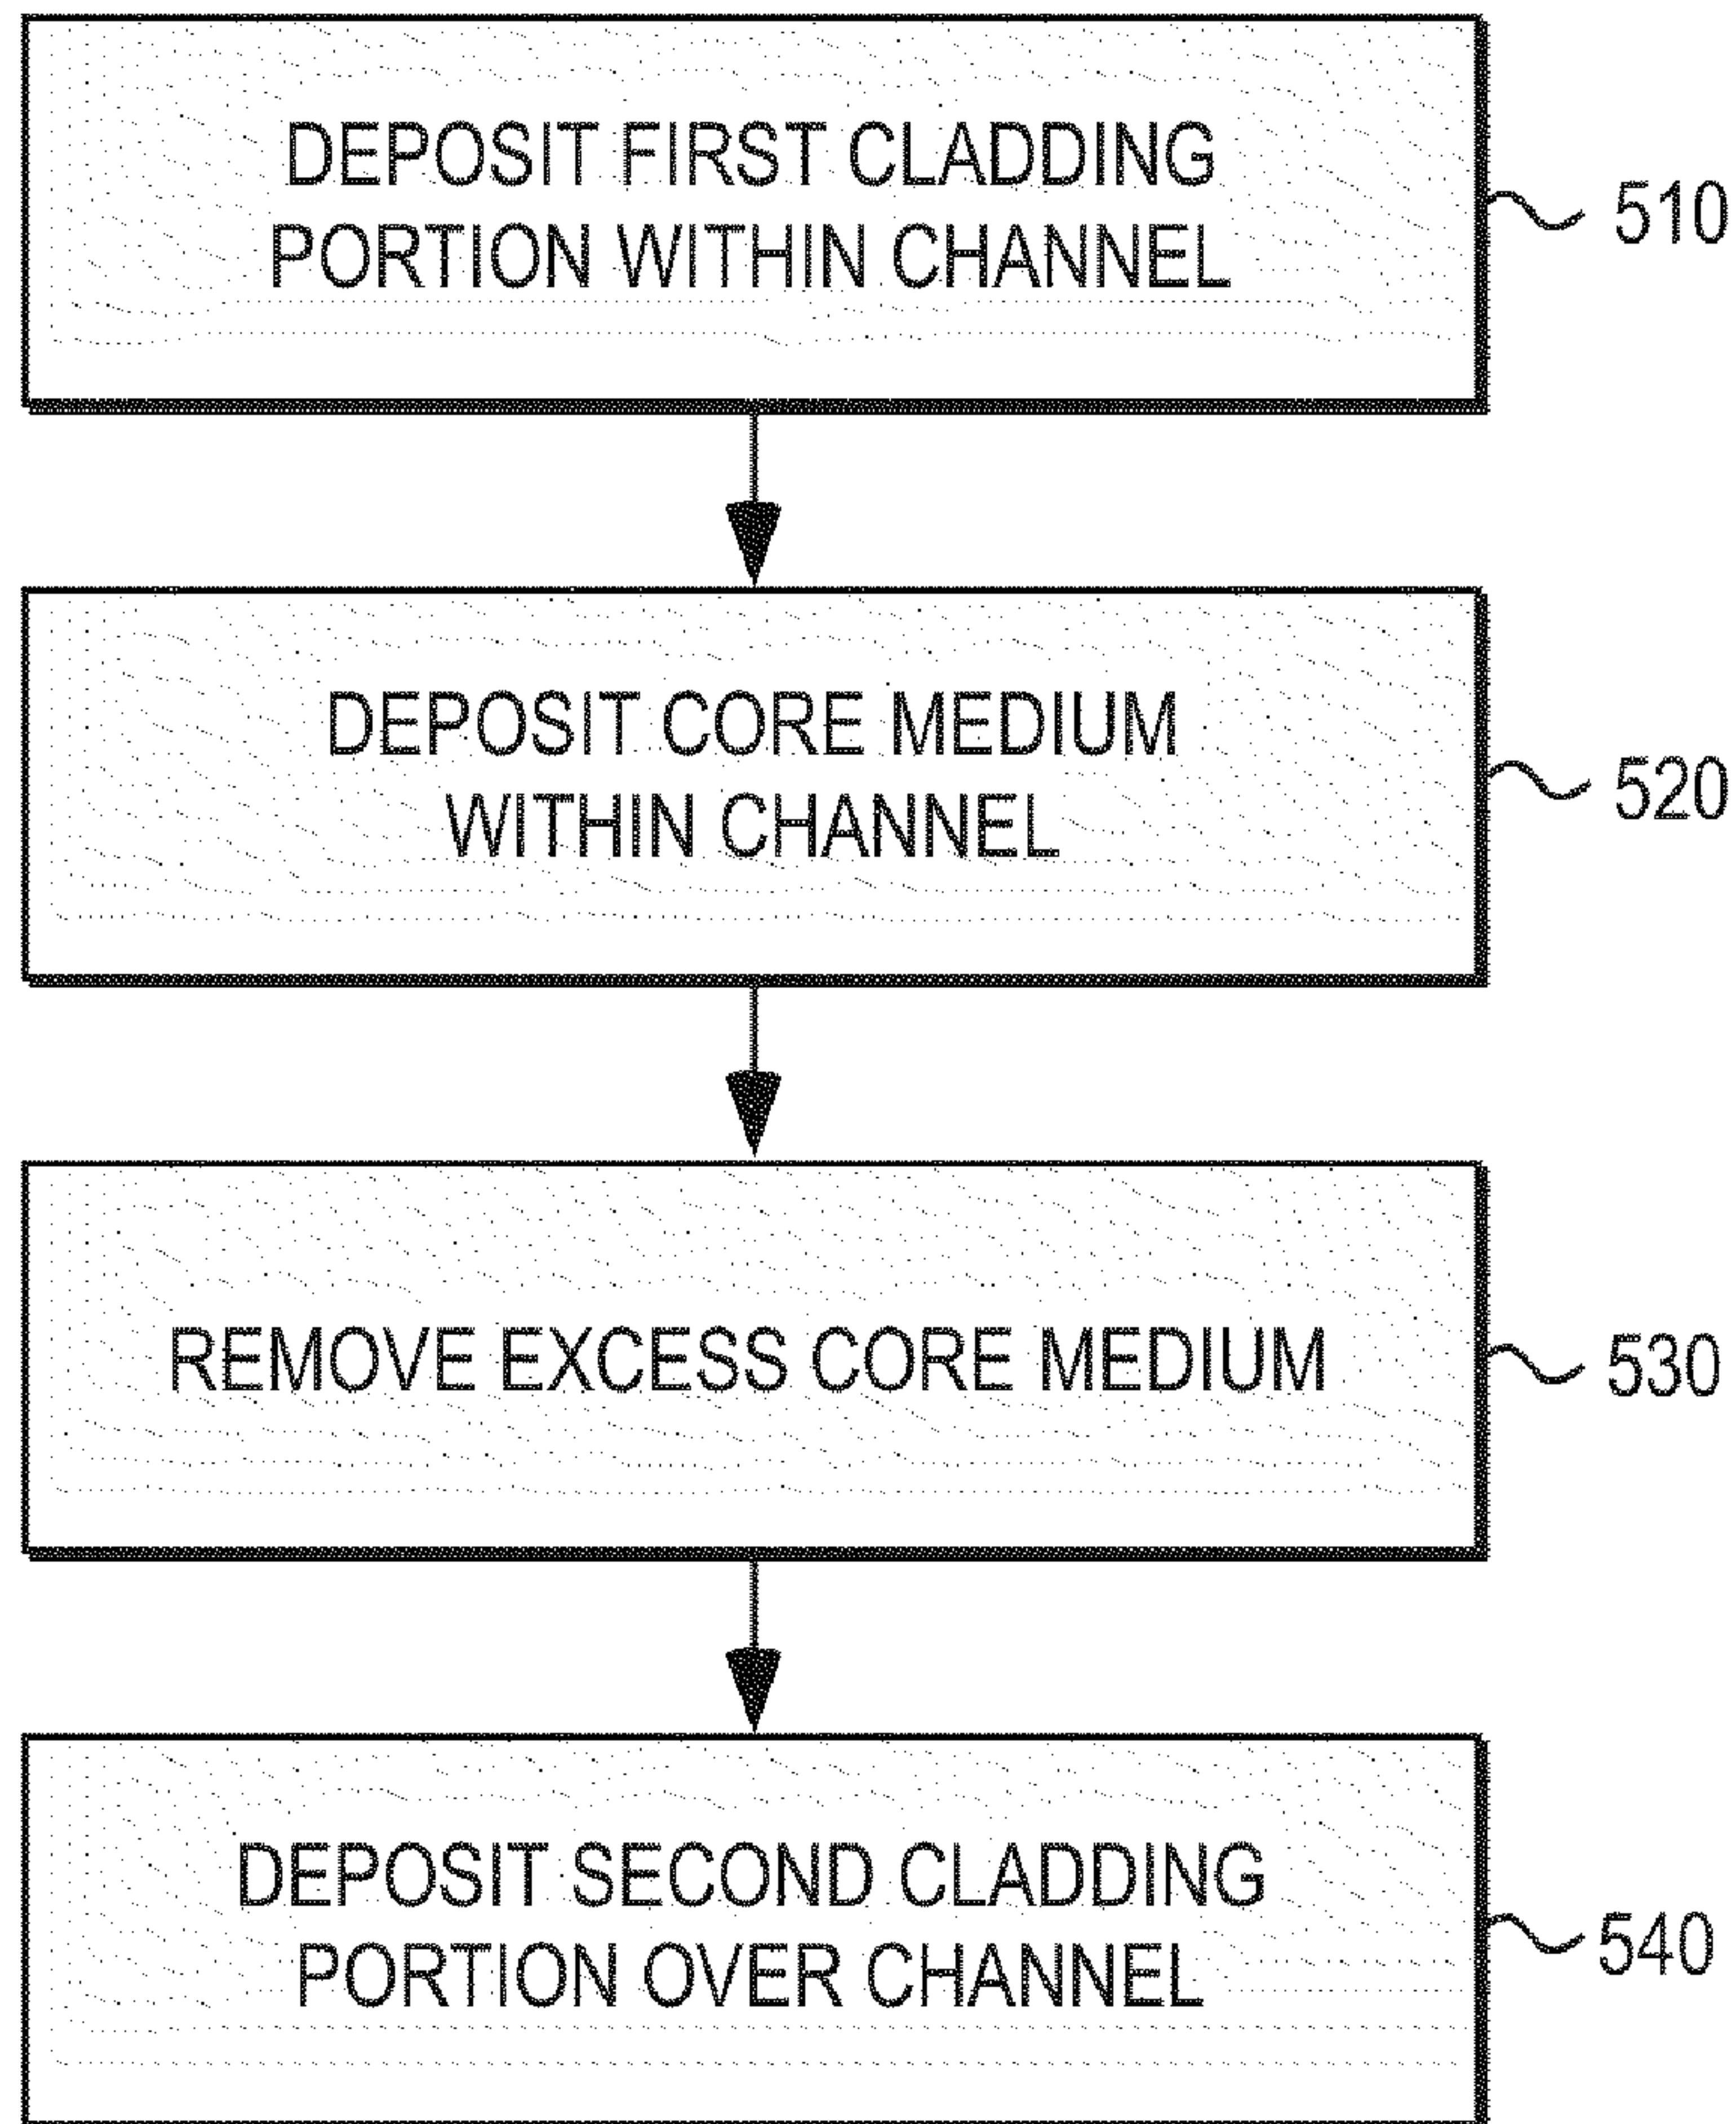 DEPOSIT FIRST CLADDING
PORTION WITHIN CHANNEL
510
DEPOSIT CORE MEDIUM
WITHIN CHANNEL
520
REMOVE EXCESS CORE MEDIUM
530
DEPOSIT SECOND CLADDING
PORTION OVER CHANNEL
540